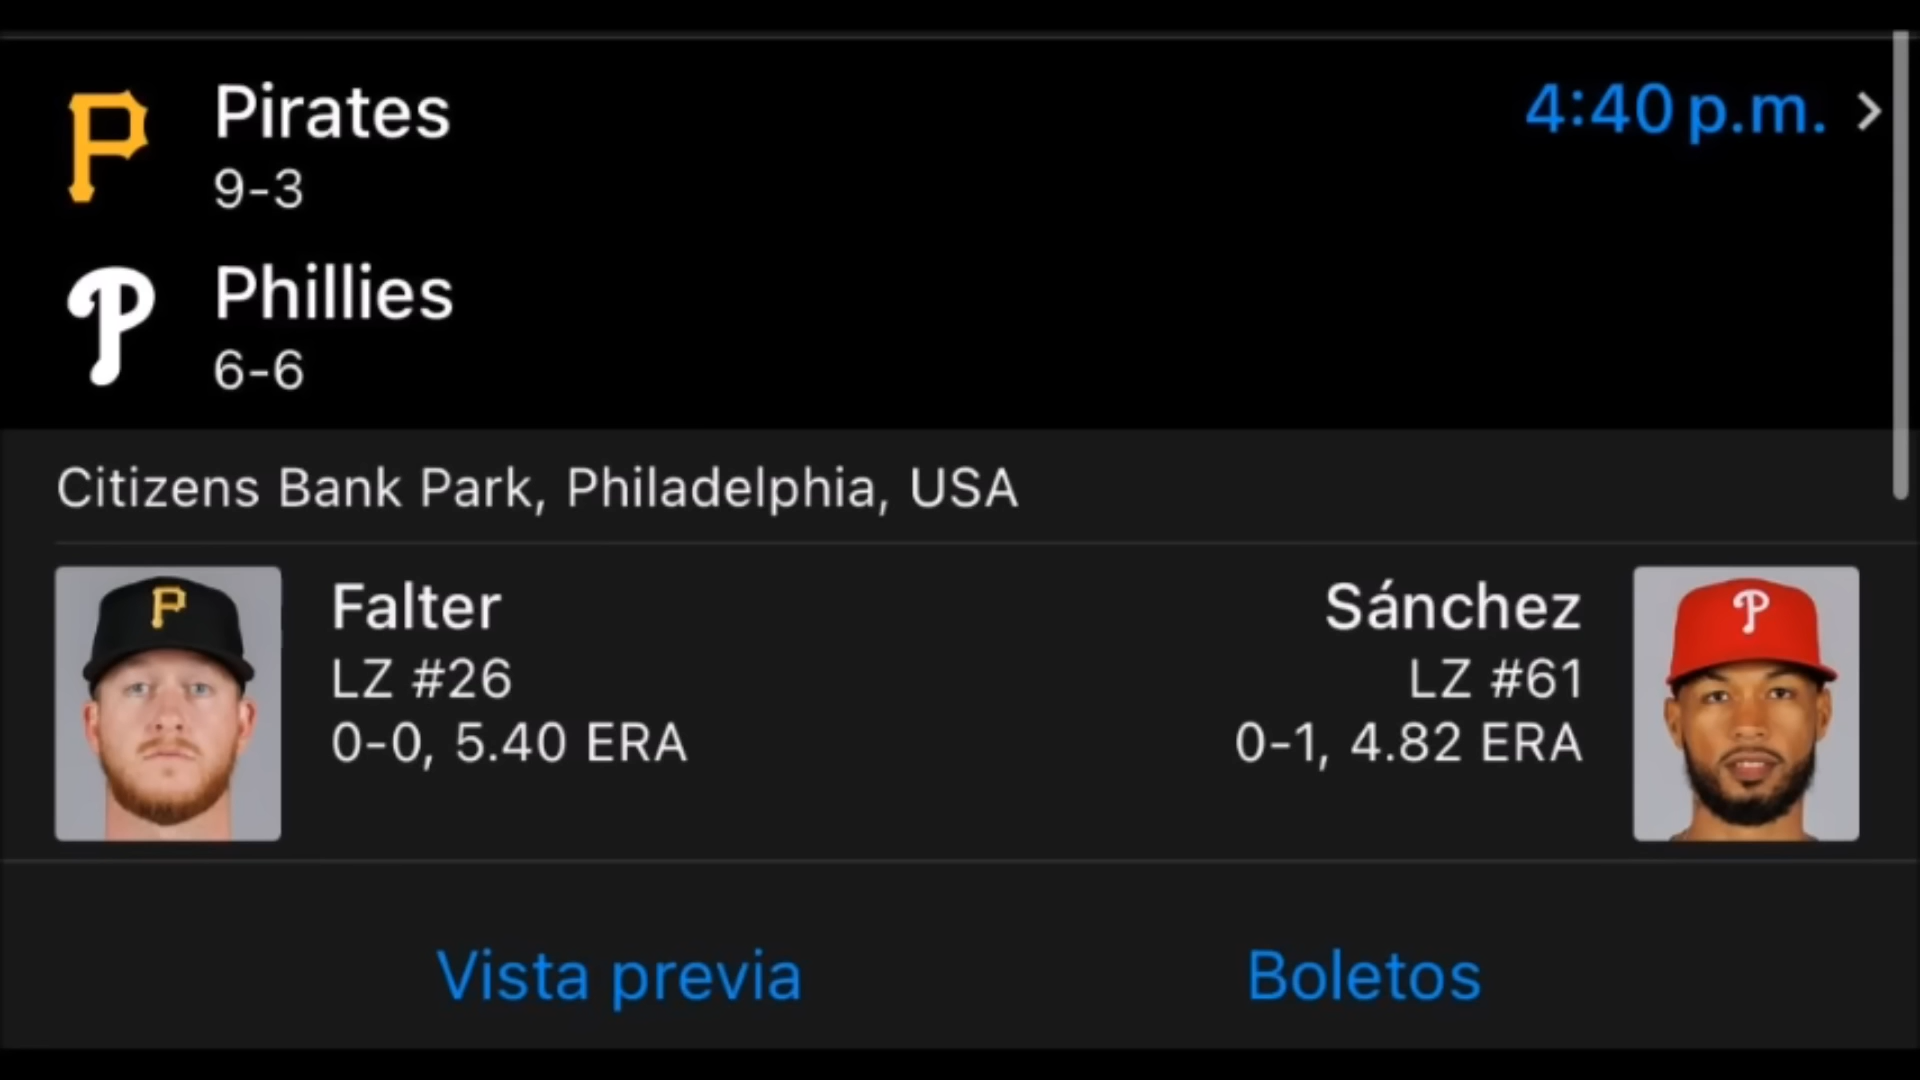 Pirates
4:40 p.m.
9-3
Phillies
6-6
Citizens Bank Park, Philadelphia, USA
Falter
LZ #26
0-0, 5.40 ERA
Sánchez
LZ #61
0-1, 4.82 ERA
Vista previa
Boletos